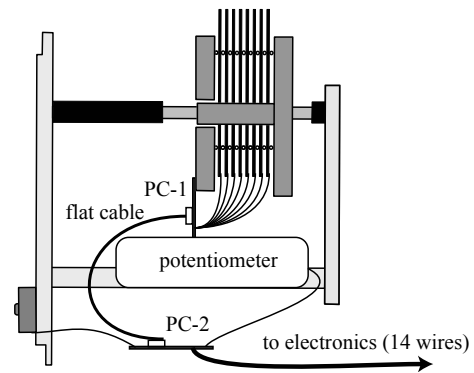 PC-1
flat cable
potentiometer
PC-2
to electronics (14 wires)